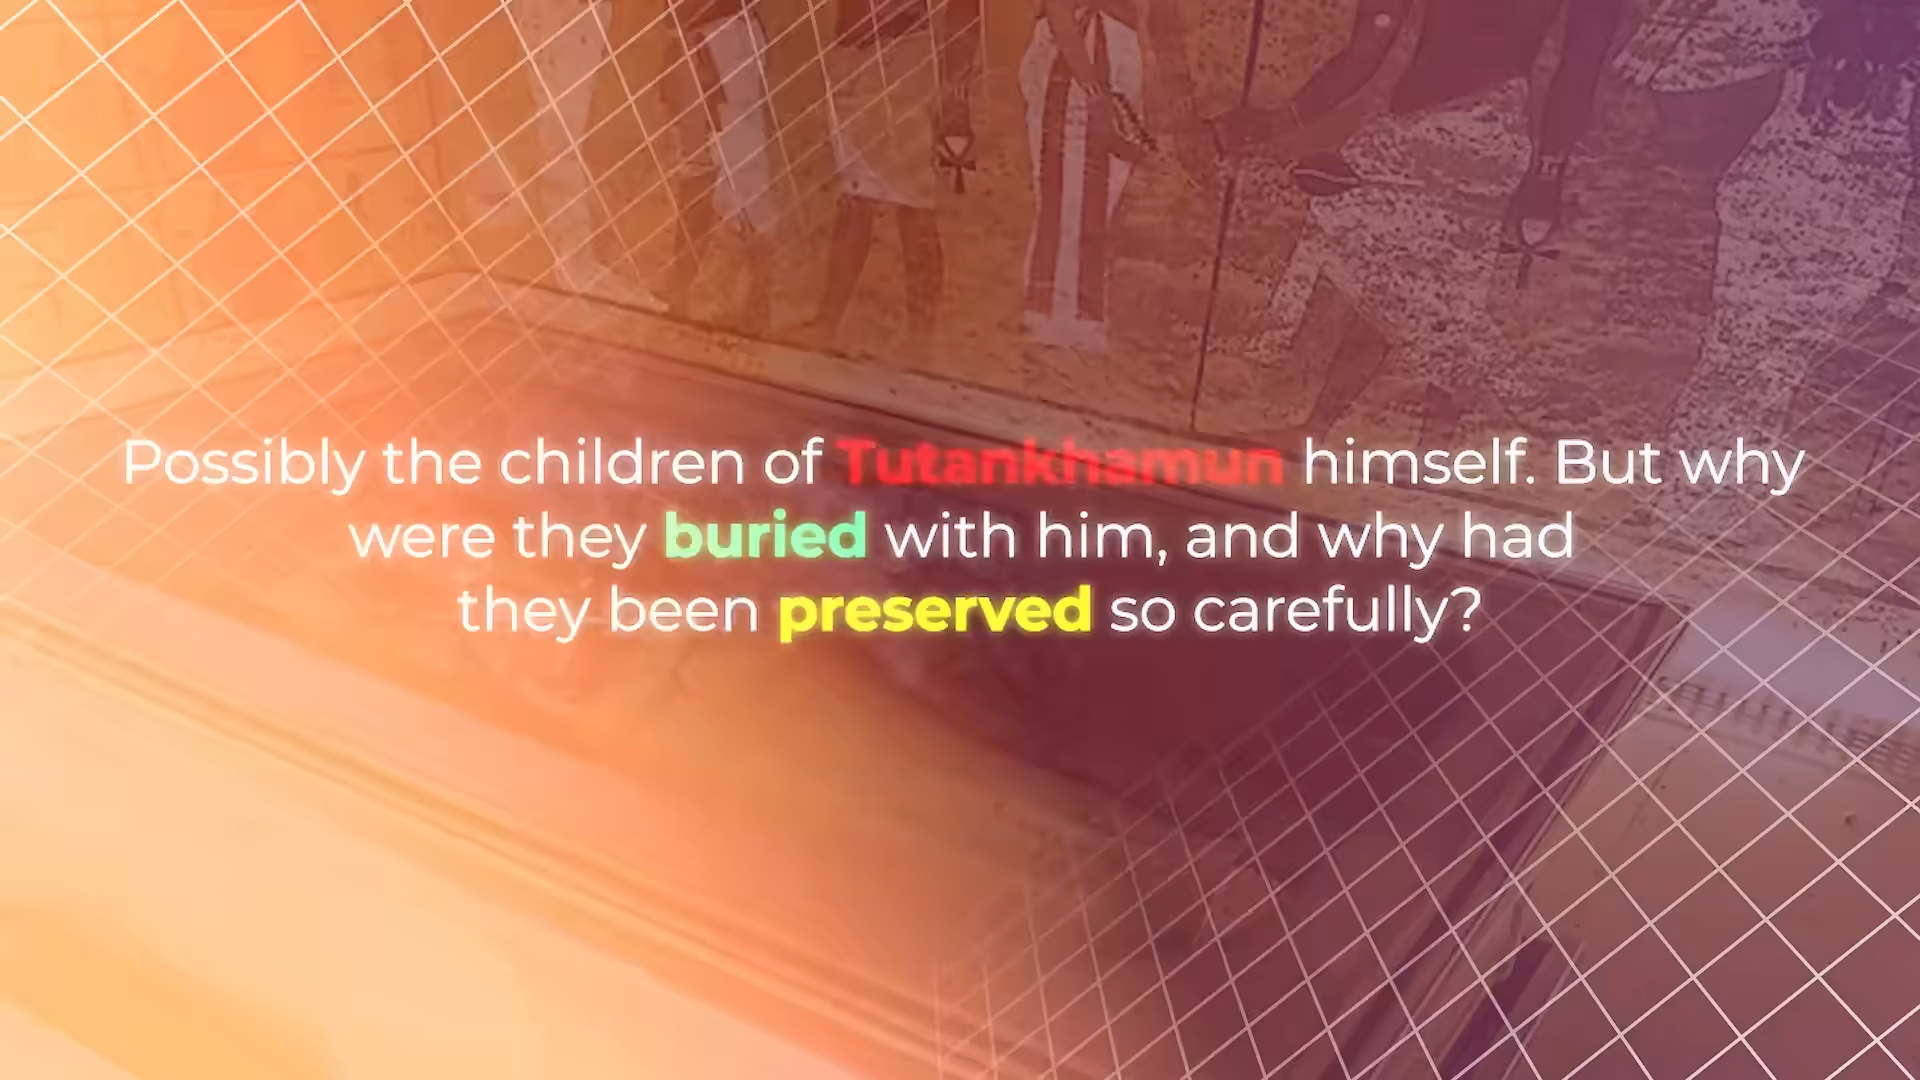 Possibly the children of Tutankhamun himself. But why
were they buried with him, and why had
they been preserved so carefully?